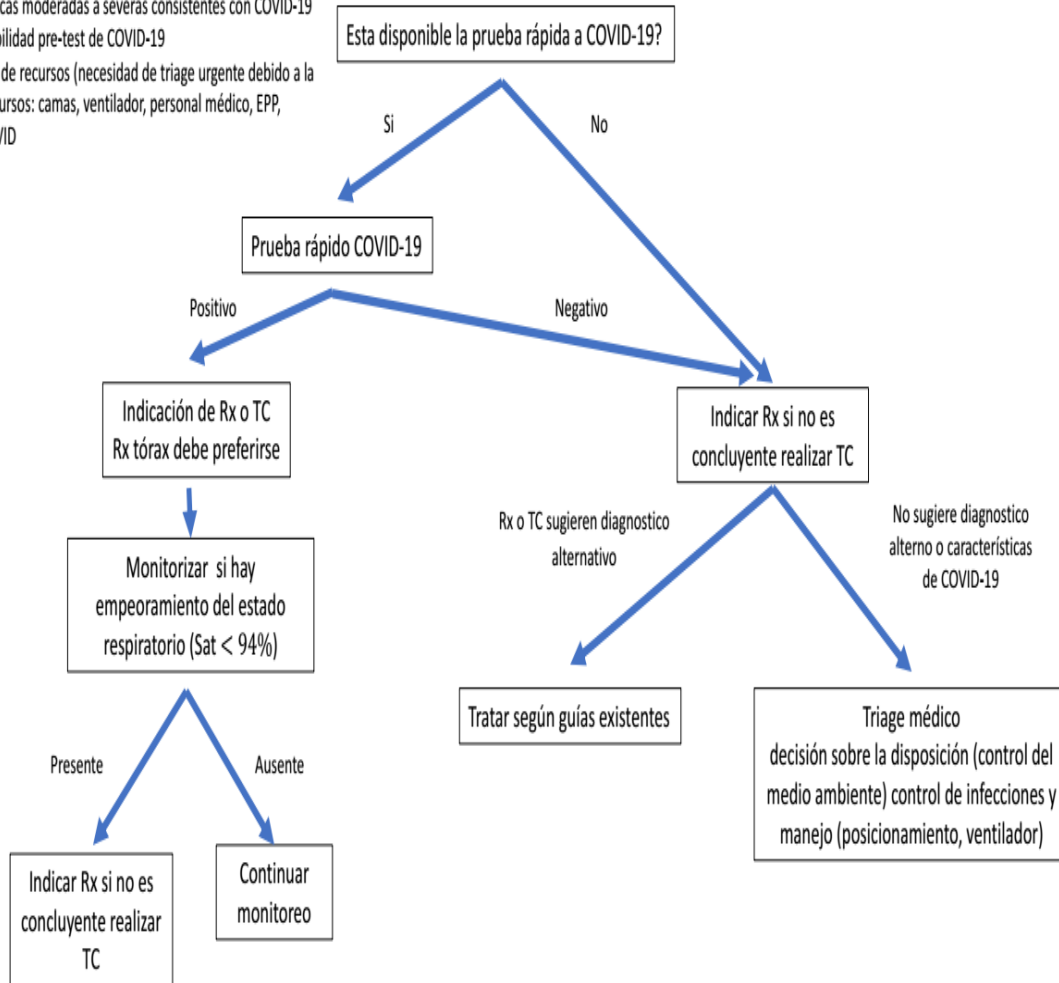 cas moderadas a severas consistentes con COVID-19
bilidad pre-test de COVID-19
de recursos (necesidad de triage urgente debido a la
ursos: camas, ventilador, personal médico, EPP,
VID
Esta disponible la prueba rápida a COVID-19?
Si
No
Prueba rápido COVID-19
Positivo
Negativo
Indicación de Rx o TC
Rx tórax debe preferirse
Indicar Rx si no es
concluyente realizar TC
Monitorizar si hay
empeoramiento del estado
respiratorio (Sat < 94%)
Rx o TC sugieren diagnostico
alternativo
No sugiere diagnostico
alterno o características
de COVID-19
Presente
Ausente
Tratar según guías existentes
Triage médico
decisión sobre la disposición (control del
medio ambiente) control de infecciones y
manejo (posicionamiento, ventilador)
Indicar Rx si no es
concluyente realizar
TC
Continuar
monitoreo